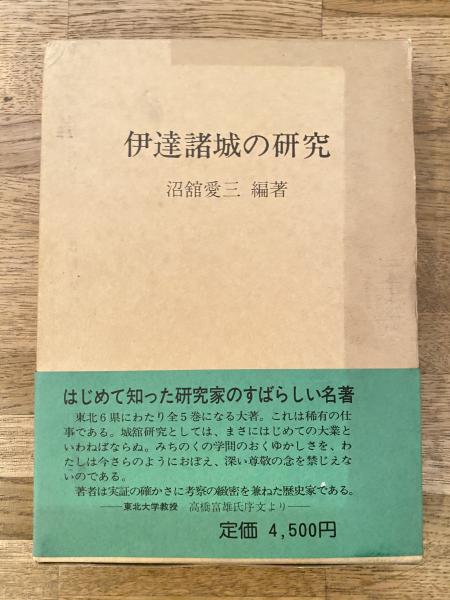 伊達諸城の研究
沼舘愛三 編著
はじめて知った研究家のすばらしい名著
東北6県にわたり全5巻になる大著。これは稀有の仕
事である。城舘研究としては、まさにはじめての大業と
いわねばならぬ。みちのくの学問のおくゆかしさを、わ
たしは今さらのようにおぼえ、深い尊敬の念を禁じえな
いのである。
著者は実証の確かさに考察の緻密を兼ねた歴史家である。
——東北大学教授 高橋富雄氏序文より——
定価 4,500円